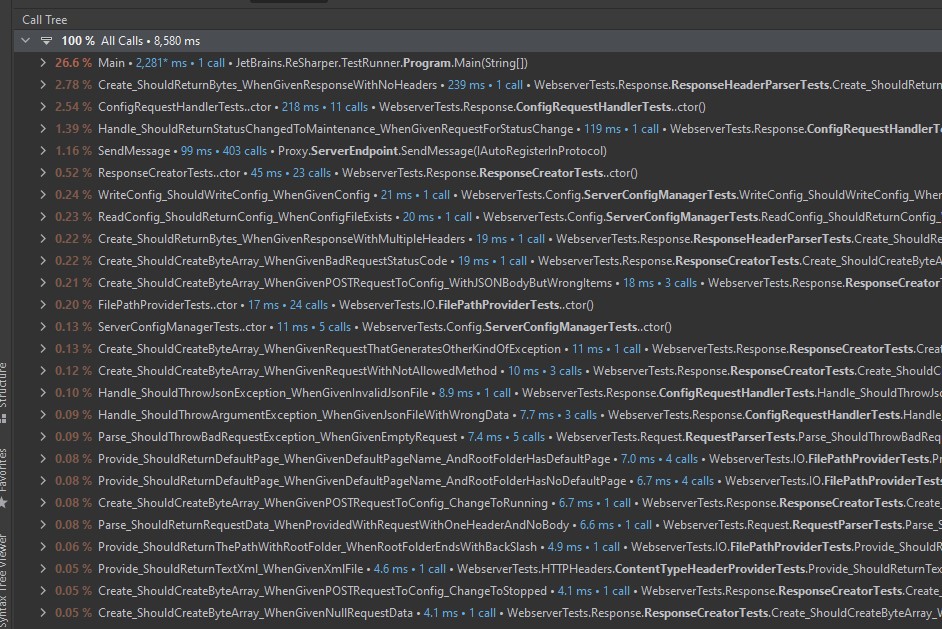 Call Tree
100 % All Calls • 8,580 ms
26.6 % Main • 2,281* ms • 1 call • JetBrains.ReSharper.TestRunner.Program.Main(String[])
2.78 % Create_ShouldReturnBytes_WhenGivenResponseWithNoHeaders • 239 ms • 1 call • WebserverTests.Response.ResponseHeaderParserTests.Create_ShouldReturn
2.54 % ConfigRequestHandlerTests..ctor • 218 ms • 11 calls • WebserverTests.Response.ConfigRequestHandlerTests..ctor()
1.39 % Handle_ShouldReturnStatusChangedToMaintenance_WhenGivenRequestForStatusChange • 119 ms • 1 call • WebserverTests.Response.ConfigRequestHandlerTe
1.16 % SendMessage • 99 ms • 403 calls • Proxy.ServerEndpoint.SendMessage(IAutoRegisterInProtocol)
0.52 % ResponseCreatorTests..ctor • 45 ms • 23 calls • WebserverTests.Response.ResponseCreatorTests..ctor()
0.24 % WriteConfig_ShouldWriteConfig_WhenGivenConfig • 21 ms • 1 call • WebserverTests.Config.ServerConfigManagerTests.WriteConfig_ShouldWriteConfig_When
0.23 % ReadConfig_ShouldReturnConfig_WhenConfigFileExists • 20 ms • 1 call • WebserverTests.Config.ServerConfigManagerTests.ReadConfig_ShouldReturnConfig_
0.22 % Create_ShouldReturnBytes_WhenGivenResponseWithMultipleHeaders • 19 ms • 1 call • WebserverTests.Response.ResponseHeaderParserTests.Create_ShouldRe
0.22 % Create_ShouldCreateByteArray_WhenGivenBadRequestStatusCode • 19 ms • 1 call • WebserverTests.Response.ResponseCreatorTests.Create_ShouldCreateByteA
0.21 % Create_ShouldCreateByteArray_WhenGivenPOSTRequestToConfig_WithJSONBodyButWrongItems • 18 ms • 3 calls • WebserverTests.Response.ResponseCreator
0.20 % FilePathProviderTests..ctor • 17 ms • 24 calls • WebserverTests.IO.FilePathProviderTests..ctor()
0.13 % ServerConfigManagerTests..ctor • 11 ms • 5 calls • WebserverTests.Config.ServerConfigManagerTests..ctor()
0.13 % Create_ShouldCreateByteArray_WhenGivenRequestThatGeneratesOtherKindOfException • 11 ms • 1 call • WebserverTests.Response.ResponseCreatorTests.Creat
0.12 % Create_ShouldCreateByteArray_WhenGivenRequestWithNotAllowedMethod • 10 ms • 3 calls • WebserverTests.Response.ResponseCreatorTests.Create_ShouldC
0.10 % Handle_ShouldThrowJsonException_WhenGivenInvalidJsonFile • 8.9 ms • 1 call • WebserverTests.Response.ConfigRequestHandlerTests.Handle_ShouldThrowJs
0.09 % Handle_ShouldThrowArgumentException_WhenGivenJsonFileWithWrongData • 7.7 ms • 3 calls • WebserverTests.Response.ConfigRequestHandlerTests.Handle_
0.09 % Parse_ShouldThrowBadRequestException_WhenGivenEmptyRequest • 7.4 ms • 5 calls • WebserverTests.Request.RequestParserTests.Parse_ShouldThrowBadReq
0.08 % Provide_ShouldReturnDefaultPage_WhenGivenDefaultPageName_AndRootFolderHasDefaultPage • 7.0 ms • 4 calls • WebserverTests.IO.FilePathProviderTests.Pr
0.08 % Provide_ShouldReturnDefaultPage_WhenGivenDefaultPageName_AndRootFolderHasNoDefaultPage • 6.7 ms • 4 calls • WebserverTests.IO.FilePathProviderTests
0.08 % Create_ShouldCreateByteArray_WhenGivenPOSTRequestToConfig_ChangeToRunning • 6.7 ms • 1 call • WebserverTests.Response.ResponseCreatorTests.Create_
0.08 % Parse_ShouldReturnRequestData_WhenProvidedWithRequestWithOneHeaderAndNoBody • 6.6 ms • 1 call • WebserverTests.Request.RequestParserTests.Parse_S
0.06 % Provide_ShouldReturnThePathWithRootFolder_WhenRootFolderEndsWithBackSlash • 4.9 ms • 1 call • WebserverTests.IO.FilePathProviderTests.Provide_ShouldR
0.05 % Provide_ShouldReturnTextXml_WhenGivenXmlFile • 4.6 ms • 1 call • WebserverTests.HTTPHeaders.ContentTypeHeaderProviderTests.Provide_ShouldReturnTex
0.05 % Create_ShouldCreateByteArray_WhenGivenPOSTRequestToConfig_ChangeToStopped • 4.1 ms • 1 call • WebserverTests.Response.ResponseCreatorTests.Create_
0.05 % Create_ShouldCreateByteArray_WhenGivenNullRequestData • 4.1 ms • 1 call • WebserverTests.Response.ResponseCreatorTests.Create_ShouldCreateByteArray_W
Structure
Favorites
Syntax Tree Viewer